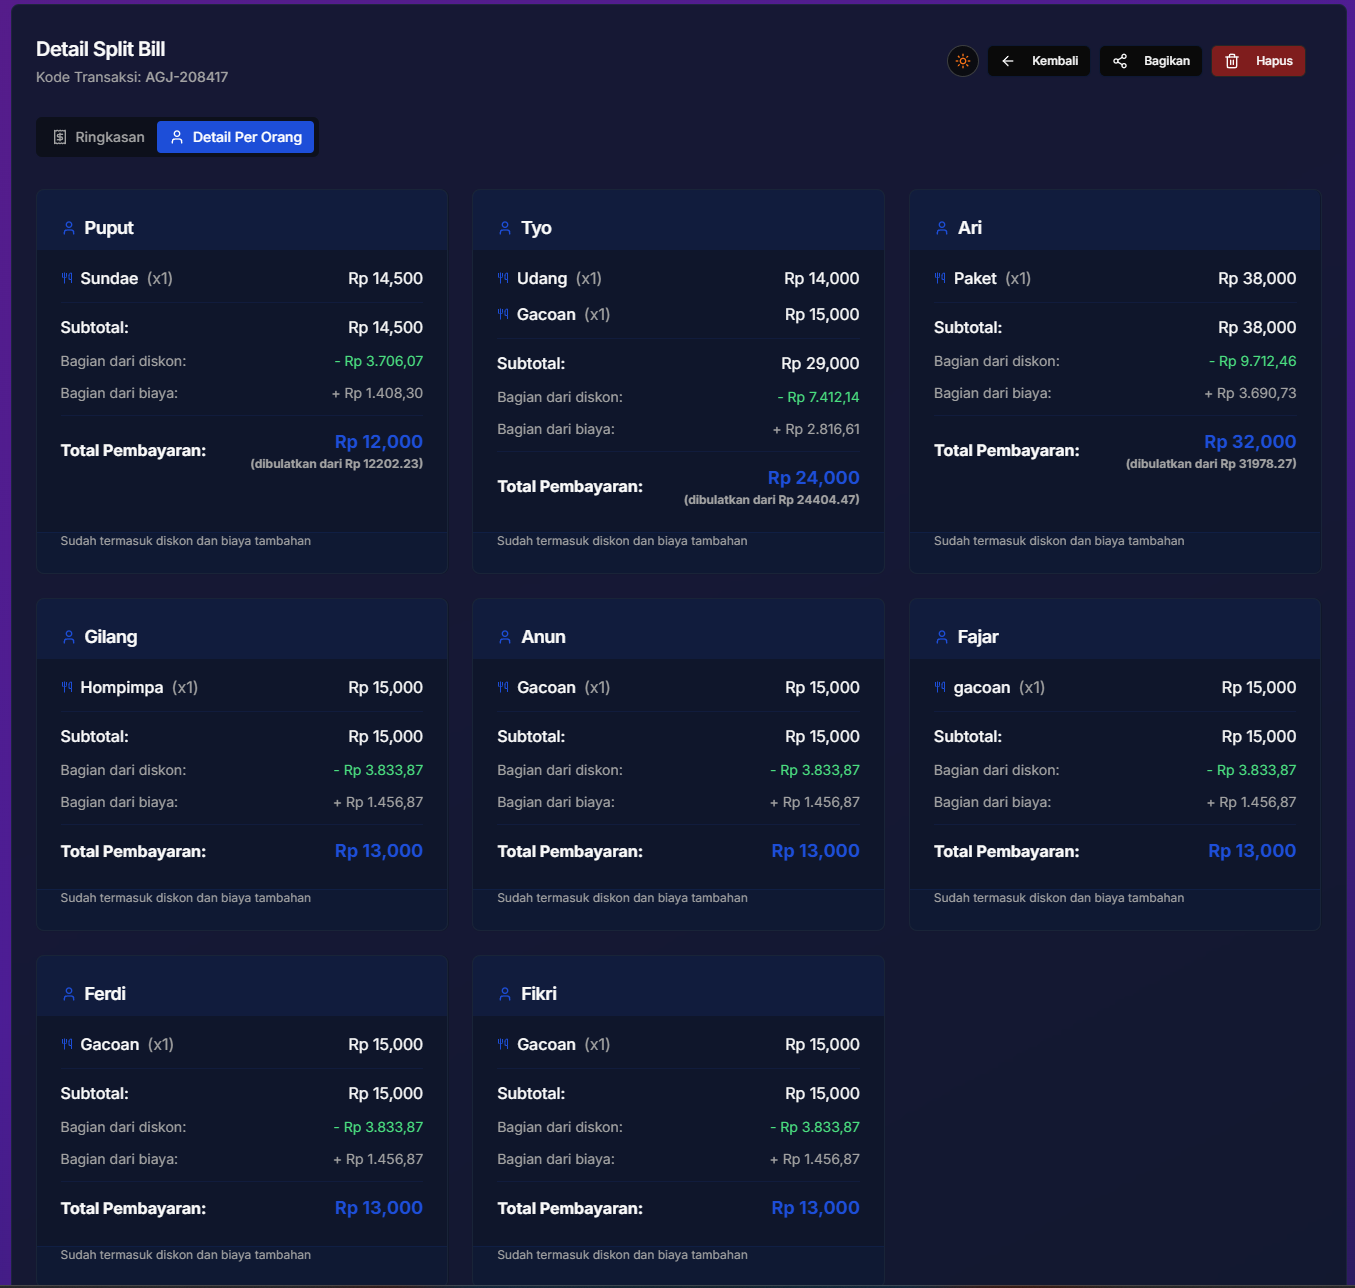 Detail Split Bill
Kode Transaksi: AGJ-208417
Kembali
Bagikan
Hapus
Ringkasan
Detail Per Orang
Puput
Sundae (x1) Rp 14,500
Subtotal: Rp 14,500
Bagian dari diskon: - Rp 3.706,07
Bagian dari biaya: + Rp 1.408,30
Total Pembayaran: Rp 12,000
(dibulatkan dari Rp 12202.23)
Sudah termasuk diskon dan biaya tambahan
Tyo
Udang (x1) Rp 14,000
Gacoan (x1) Rp 15,000
Subtotal: Rp 29,000
Bagian dari diskon: - Rp 7.412,14
Bagian dari biaya: + Rp 2.816,61
Total Pembayaran: Rp 24,000
(dibulatkan dari Rp 24404.47)
Sudah termasuk diskon dan biaya tambahan
Ari
Paket (x1) Rp 38,000
Subtotal: Rp 38,000
Bagian dari diskon: - Rp 9.712,46
Bagian dari biaya: + Rp 3.690,73
Total Pembayaran: Rp 32,000
(dibulatkan dari Rp 31978.27)
Sudah termasuk diskon dan biaya tambahan
Gilang
Hompimpa (x1) Rp 15,000
Subtotal: Rp 15,000
Bagian dari diskon: - Rp 3.833,87
Bagian dari biaya: + Rp 1.456,87
Total Pembayaran: Rp 13,000
Sudah termasuk diskon dan biaya tambahan
Anun
Gacoan (x1) Rp 15,000
Subtotal: Rp 15,000
Bagian dari diskon: - Rp 3.833,87
Bagian dari biaya: + Rp 1.456,87
Total Pembayaran: Rp 13,000
Sudah termasuk diskon dan biaya tambahan
Fajar
gacoan (x1) Rp 15,000
Subtotal: Rp 15,000
Bagian dari diskon: - Rp 3.833,87
Bagian dari biaya: + Rp 1.456,87
Total Pembayaran: Rp 13,000
Sudah termasuk diskon dan biaya tambahan
Ferdi
Gacoan (x1) Rp 15,000
Subtotal: Rp 15,000
Bagian dari diskon: - Rp 3.833,87
Bagian dari biaya: + Rp 1.456,87
Total Pembayaran: Rp 13,000
Sudah termasuk diskon dan biaya tambahan
Fikri
Gacoan (x1) Rp 15,000
Subtotal: Rp 15,000
Bagian dari diskon: - Rp 3.833,87
Bagian dari biaya: + Rp 1.456,87
Total Pembayaran: Rp 13,000
Sudah termasuk diskon dan biaya tambahan